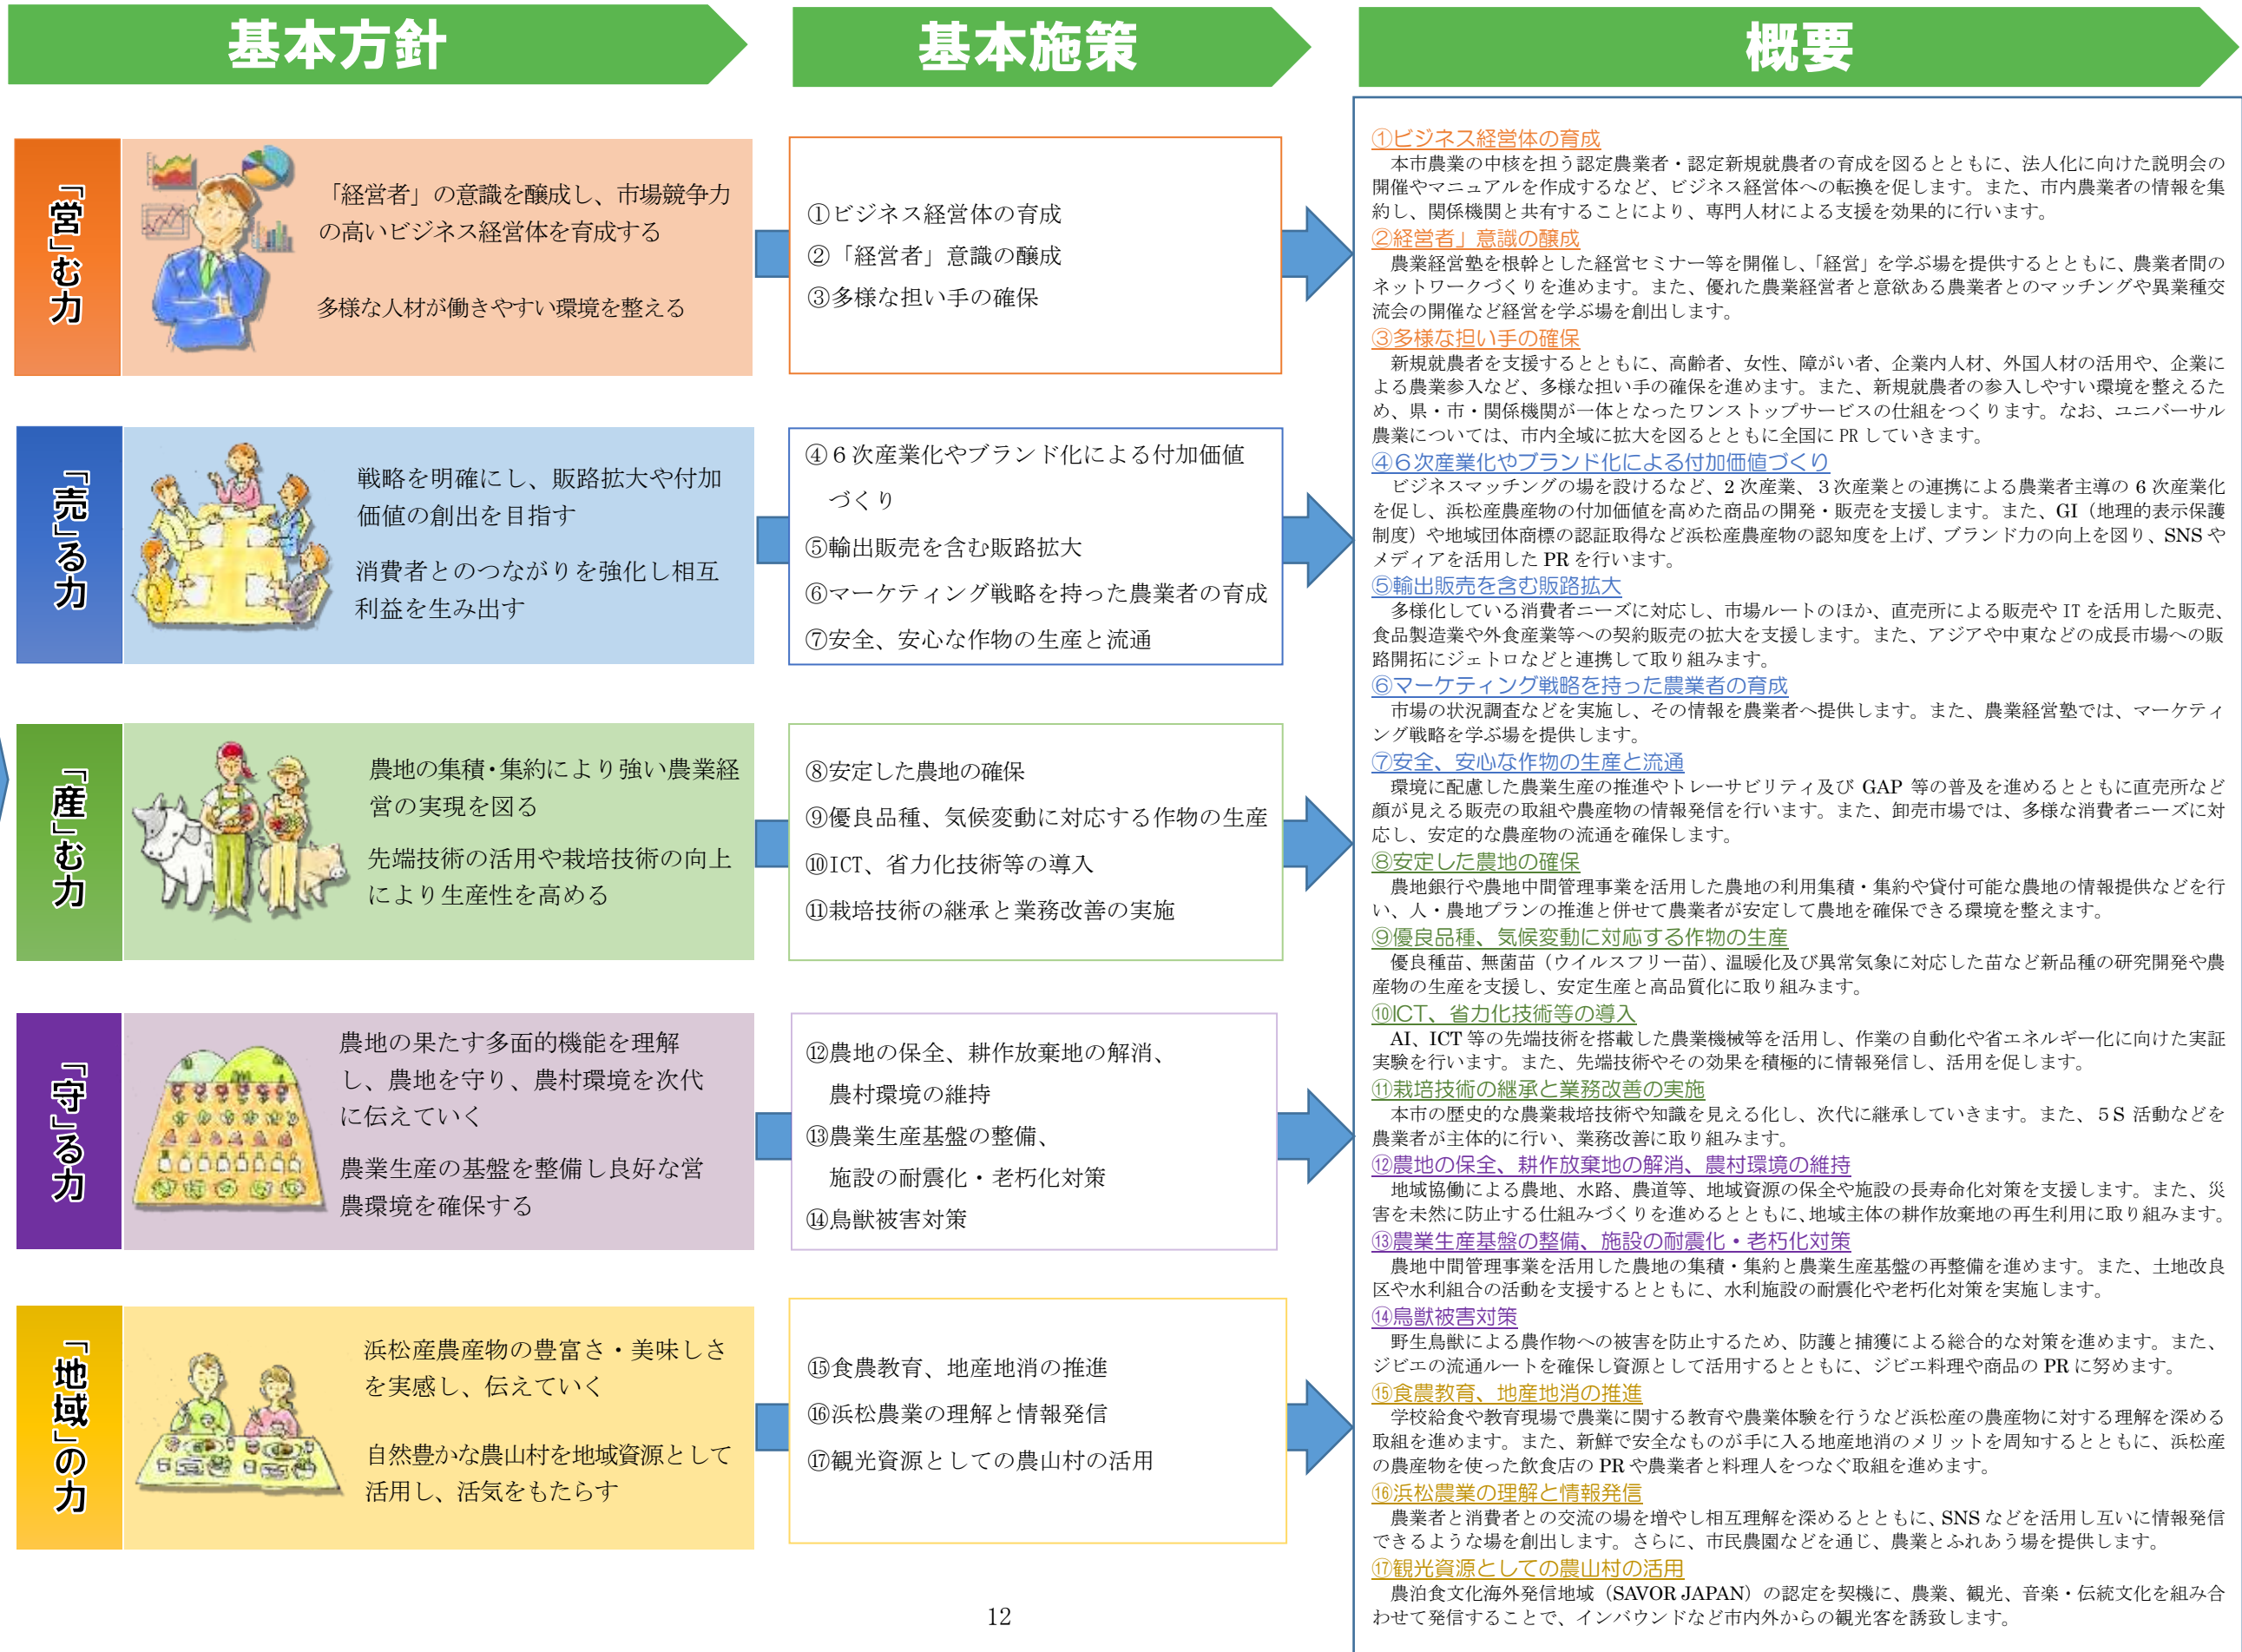 基本方針
基本施策
概要
「営」む力
「経営者」の意識を醸成し、市場競争力
の高いビジネス経営体を育成する
多様な人材が働きやすい環境を整える
①ビジネス経営体の育成
②「経営者」意識の醸成
③多様な担い手の確保
「売」る力
戦略を明確にし、販路拡大や付加
価値の創出を目指す
消費者とのつながりを強化し相互
利益を生み出す
④６次産業化やブランド化による付加価値
づくり
⑤輸出販売を含む販路拡大
⑥マーケティング戦略を持った農業者の育成
⑦安全、安心な作物の生産と流通
「産」む力
農地の集積・集約により強い農業経
営の実現を図る
先端技術の活用や栽培技術の向上
により生産性を高める
⑧安定した農地の確保
⑨優良品種、気候変動に対応する作物の生産
⑩ICT、省力化技術等の導入
⑪栽培技術の継承と業務改善の実施
「守」る力
農地の果たす多面的機能を理解
し、農地を守り、農村環境を次代
に伝えていく
農業生産の基盤を整備し良好な営
農環境を確保する
⑫農地の保全、耕作放棄地の解消、
農村環境の維持
⑬農業生産基盤の整備、
施設の耐震化・老朽化対策
⑭鳥獣被害対策
「地域」の力
浜松産農産物の豊富さ・美味しさ
を実感し、伝えていく
自然豊かな農山村を地域資源として
活用し、活気をもたらす
⑮食農教育、地産地消の推進
⑯浜松農業の理解と情報発信
⑰観光資源としての農山村の活用
①ビジネス経営体の育成
本市農業の中核を担う認定農業者・認定新規就農者の育成を図るとともに、法人化に向けた説明会の
開催やマニュアルを作成するなど、ビジネス経営体への転換を促します。また、市内農業者の情報を集
約し、関係機関と共有することにより、専門人材による支援を効果的に行います。
②経営者」意識の醸成
農業経営塾を根幹とした経営セミナー等を開催し、「経営」を学ぶ場を提供するとともに、農業者間の
ネットワークづくりを進めます。また、優れた農業経営者と意欲ある農業者とのマッチングや異業種交
流会の開催など経営を学ぶ場を創出します。
③多様な担い手の確保
新規就農者を支援するとともに、高齢者、女性、障がい者、企業内人材、外国人材の活用や、企業に
よる農業参入など、多様な担い手の確保を進めます。また、新規就農者の参入しやすい環境を整えるた
め、県・市・関係機関が一体となったワンストップサービスの仕組をつくります。なお、ユニバーサル
農業については、市内全域に拡大を図るとともに全国に PR していきます。
④６次産業化やブランド化による付加価値づくり
ビジネスマッチングの場を設けるなど、2 次産業、３次産業との連携による農業者主導の 6 次産業化
を促し、浜松産農産物の付加価値を高めた商品の開発・販売を支援します。また、GI（地理的表示保護
制度）や地域団体商標の認証取得など浜松産農産物の認知度を上げ、ブランド力の向上を図り、SNS や
メディアを活用した PR を行います。
⑤輸出販売を含む販路拡大
多様化している消費者ニーズに対応し、市場ルートのほか、直売所による販売や IT を活用した販売、
食品製造業や外食産業等への契約販売の拡大を支援します。また、アジアや中東などの成長市場への販
路開拓にジェトロなどと連携して取り組みます。
⑥マーケティング戦略を持った農業者の育成
市場の状況調査などを実施し、その情報を農業者へ提供します。また、農業経営塾では、マーケティ
ング戦略を学ぶ場を提供します。
⑦安全、安心な作物の生産と流通
環境に配慮した農業生産の推進やトレーサビリティ及び GAP 等の普及を進めるとともに直売所など
顔が見える販売の取組や農産物の情報発信を行います。また、卸売市場では、多様な消費者ニーズに対
応し、安定的な農産物の流通を確保します。
⑧安定した農地の確保
農地銀行や農地中間管理事業を活用した農地の利用集積・集約や貸付可能な農地の情報提供などを行
い、人・農地プランの推進と併せて農業者が安定して農地を確保できる環境を整えます。
⑨優良品種、気候変動に対応する作物の生産
優良種苗、無菌苗（ウイルスフリー苗）、温暖化及び異常気象に対応した苗など新品種の研究開発や農
産物の生産を支援し、安定生産と高品質化に取り組みます。
⑩ICT、省力化技術等の導入
AI、ICT 等の先端技術を搭載した農業機械等を活用し、作業の自動化や省エネルギー化に向けた実証
実験を行います。また、先端技術やその効果を積極的に情報発信し、活用を促します。
⑪栽培技術の継承と業務改善の実施
本市の歴史的な農業栽培技術や知識を見える化し、次代に継承していきます。また、５S 活動などを
農業者が主体的に行い、業務改善に取り組みます。
⑫農地の保全、耕作放棄地の解消、農村環境の維持
地域協働による農地、水路、農道等、地域資源の保全や施設の長寿命化対策を支援します。また、災
害を未然に防止する仕組みづくりを進めるとともに、地域主体の耕作放棄地の再生利用に取り組みます。
⑬農業生産基盤の整備、施設の耐震化・老朽化対策
農地中間管理事業を活用した農地の集積・集約と農業生産基盤の再整備を進めます。また、土地改良
区や水利組合の活動を支援するとともに、水利施設の耐震化や老朽化対策を実施します。
⑭鳥獣被害対策
野生鳥獣による農作物への被害を防止するため、防護と捕獲による総合的な対策を進めます。また、
ジビエの流通ルートを確保し資源として活用するとともに、ジビエ料理や商品の PR に努めます。
⑮食農教育、地産地消の推進
学校給食や教育現場で農業に関する教育や農業体験を行うなど浜松産の農産物に対する理解を深める
取組を進めます。また、新鮮で安全なものが手に入る地産地消のメリットを周知するとともに、浜松産
の農産物を使った飲食店の PR や農業者と料理人をつなぐ取組を進めます。
⑯浜松農業の理解と情報発信
農業者と消費者との交流の場を増やし相互理解を深めるとともに、SNS などを活用し互いに情報発信
できるような場を創出します。さらに、市民農園などを通じ、農業とふれあう場を提供します。
⑰観光資源としての農山村の活用
農泊食文化海外発信地域（SAVOR JAPAN）の認定を契機に、農業、観光、音楽・伝統文化を組み合
わせて発信することで、インバウンドなど市内外からの観光客を誘致します。
12